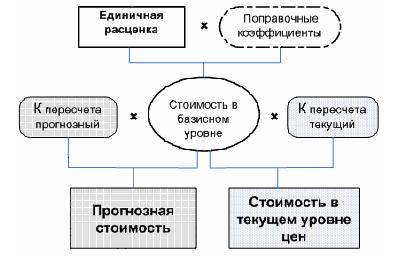 Единичная
расценка
×
Поправочные
коэффициенты
К пересчета
прогнозный
×
Стоимость в
базисном
уровне
×
К пересчета
текущий
Прогнозная
стоимость
Стоимость в
текущем уровне
цен